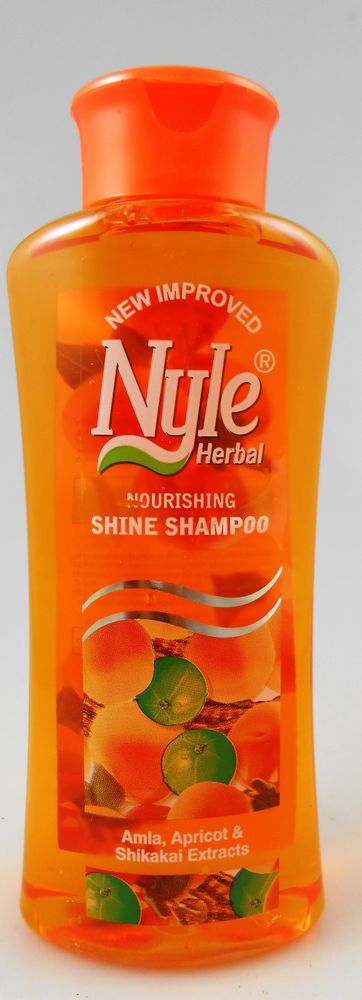 NEW IMPROVED
Nyle®
Herbal
NOURISHING
SHINE SHAMPOO
Amla, Apricot &
Shikakai Extracts